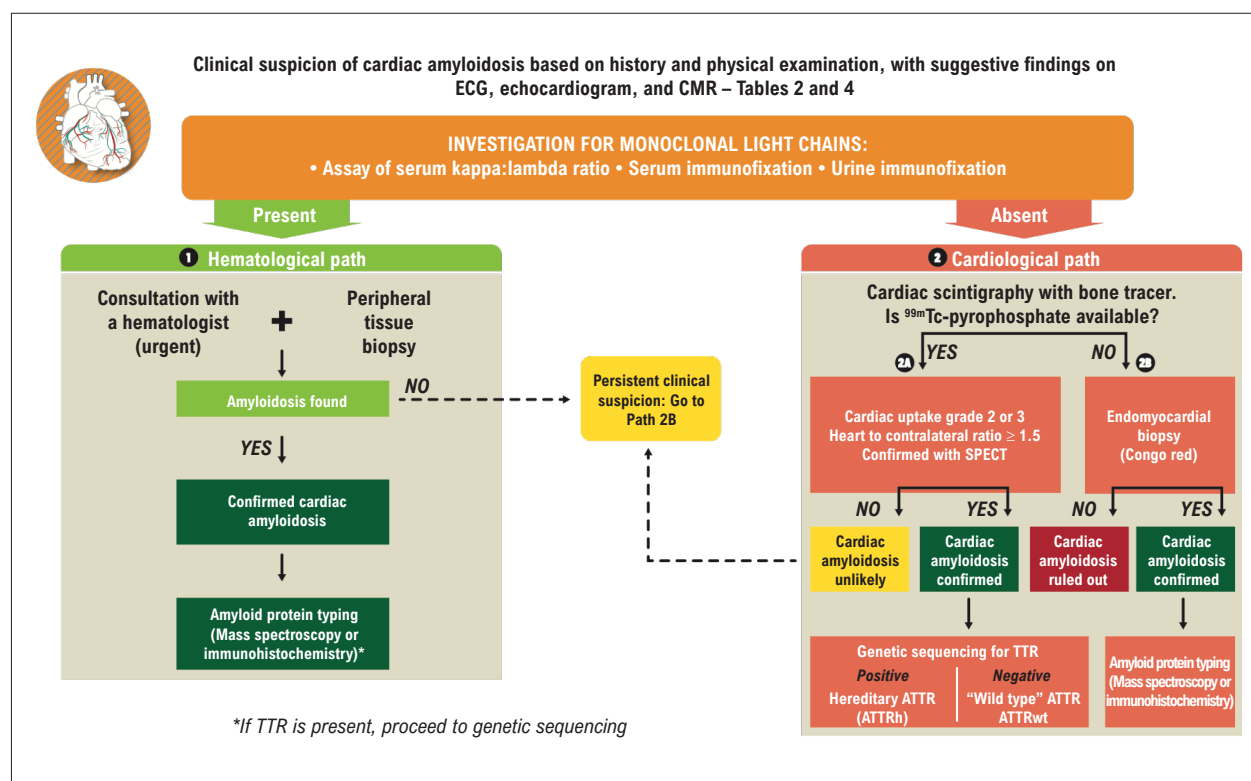 Clinical suspicion of cardiac amyloidosis based on history and physical examination, with suggestive findings on
ECG, echocardiogram, and CMR – Tables 2 and 4
INVESTIGATION FOR MONOCLONAL LIGHT CHAINS:
• Assay of serum kappa:lambda ratio • Serum immunofixation • Urine immunofixation
Present
Absent
1 Hematological path
Consultation with
a hematologist
(urgent)
+
Peripheral
tissue
biopsy
Amyloidosis found
NO
YES
Confirmed cardiac
amyloidosis
Amyloid protein typing
(Mass spectroscopy or
immunohistochemistry)*
*If TTR is present, proceed to genetic sequencing
Persistent clinical
suspicion: Go to
Path 2B
2 Cardiological path
Cardiac scintigraphy with bone tracer.
Is ⁹⁹ᵐTc-pyrophosphate available?
2A YES
NO 2B
Cardiac uptake grade 2 or 3
Heart to contralateral ratio ≥ 1.5
Confirmed with SPECT
Endomyocardial
biopsy
(Congo red)
NO
YES
NO
YES
Cardiac
amyloidosis
unlikely
Cardiac
amyloidosis
confirmed
Cardiac
amyloidosis
ruled out
Cardiac
amyloidosis
confirmed
Genetic sequencing for TTR
Positive
Hereditary ATTR
(ATTRh)
Negative
“Wild type” ATTR
ATTRwt
Amyloid protein typing
(Mass spectroscopy or
immunohistochemistry)